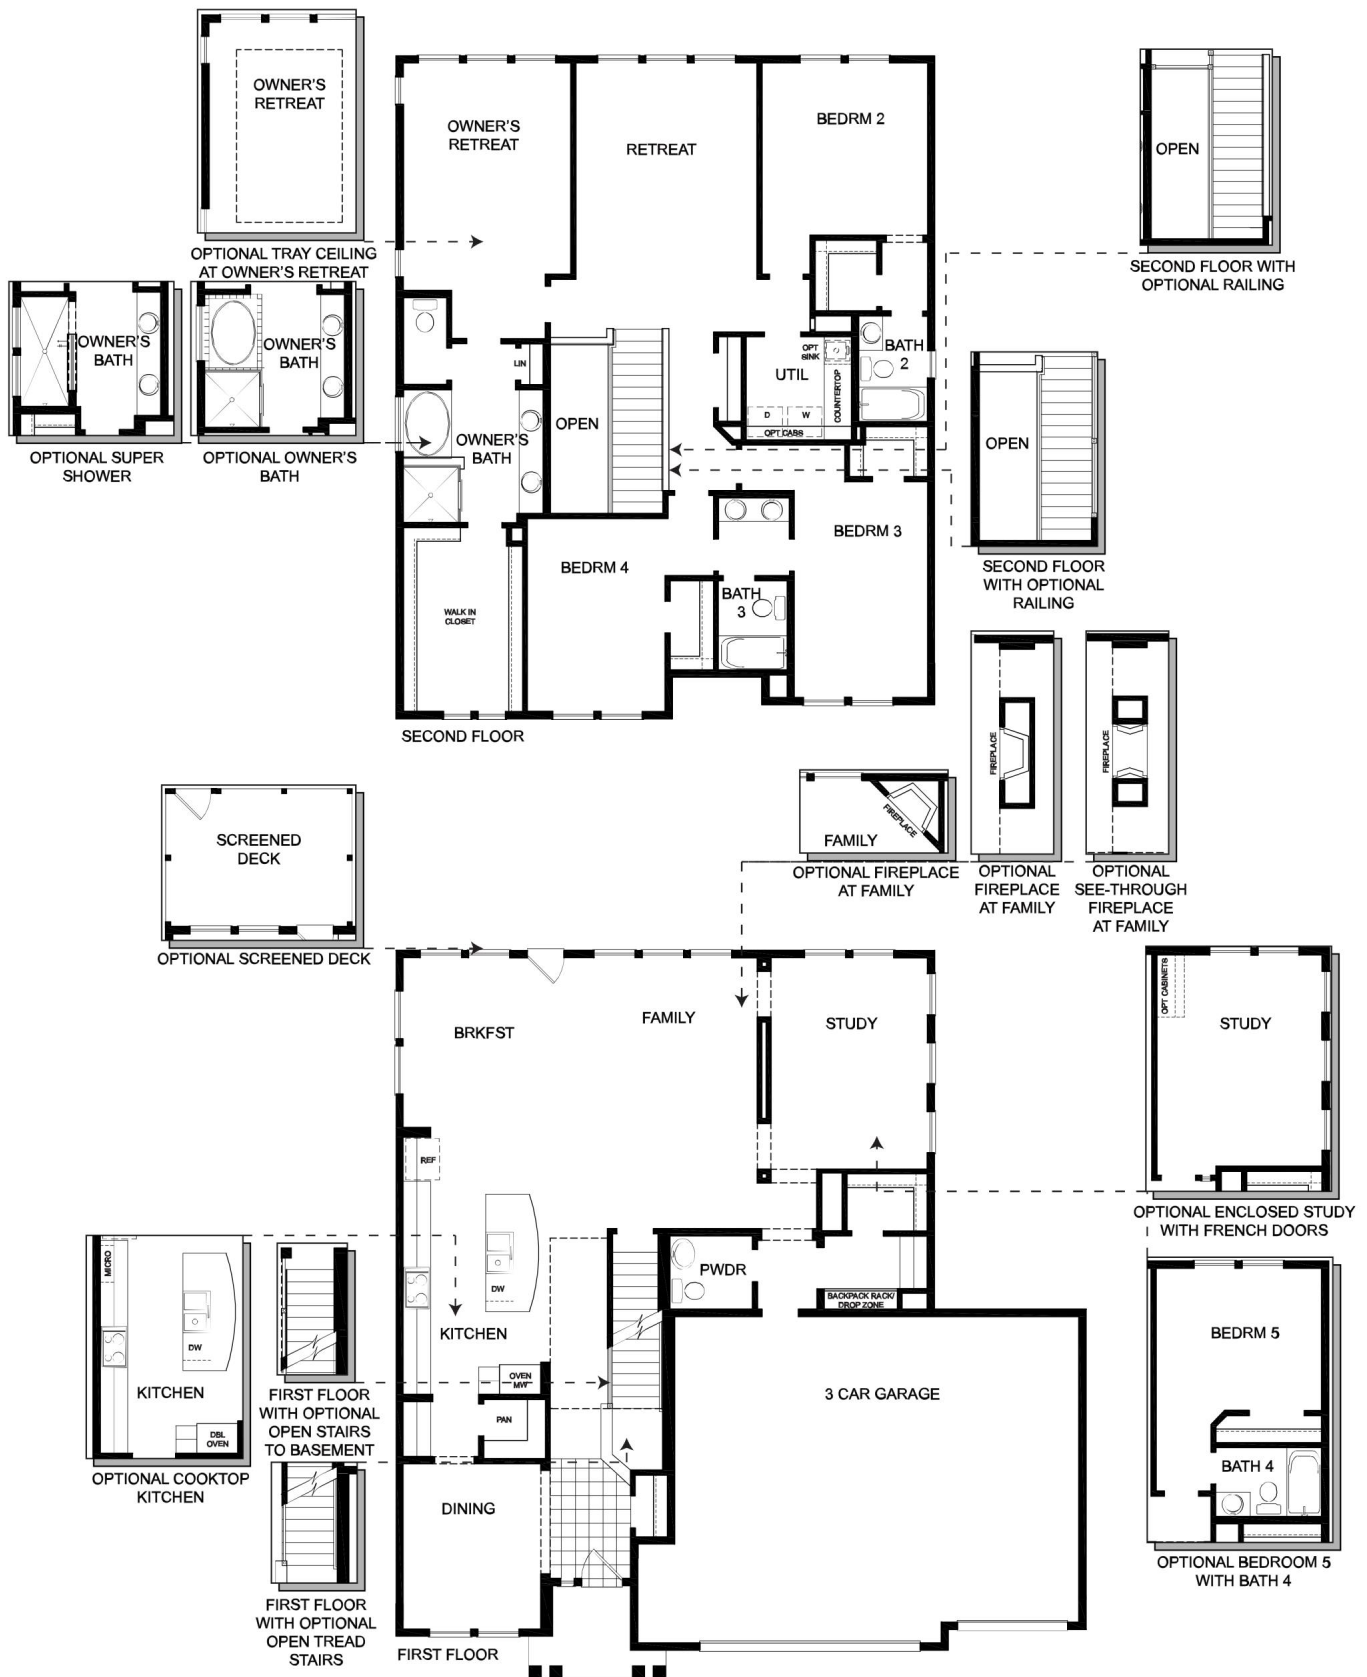 OWNER'S
RETREAT
OPTIONAL TRAY CEILING
AT OWNER'S RETREAT
OWNER'S
BATH
OPTIONAL SUPER
SHOWER
OWNER'S
BATH
OPTIONAL OWNER'S
BATH
OWNER'S
RETREAT
RETREAT
BEDRM 2
LIN
OPEN
OWNER'S
BATH
OPT
SINK
UTIL
COUNTERTOP
D
W
OPT CABS
BATH
2
BEDRM 3
BEDRM 4
BATH
3
WALK IN
CLOSET
SECOND FLOOR
OPEN
SECOND FLOOR WITH
OPTIONAL RAILING
OPEN
SECOND FLOOR
WITH OPTIONAL
RAILING
FIREPLACE
OPTIONAL
FIREPLACE
AT FAMILY
FIREPLACE
OPTIONAL
SEE-THROUGH
FIREPLACE
AT FAMILY
FIREPLACE
FAMILY
OPTIONAL FIREPLACE
AT FAMILY
SCREENED
DECK
OPTIONAL SCREENED DECK
BRKFST
FAMILY
STUDY
REF
DW
KITCHEN
OVEN
MW
PAN
DINING
PWDR
BACKPACK RACK/
DROP ZONE
3 CAR GARAGE
FIRST FLOOR
OPT CABINETS
STUDY
OPTIONAL ENCLOSED STUDY
WITH FRENCH DOORS
BEDRM 5
BATH 4
OPTIONAL BEDROOM 5
WITH BATH 4
MICRO
DW
KITCHEN
DBL
OVEN
OPTIONAL COOKTOP
KITCHEN
FIRST FLOOR
WITH OPTIONAL
OPEN STAIRS
TO BASEMENT
FIRST FLOOR
WITH OPTIONAL
OPEN TREAD
STAIRS